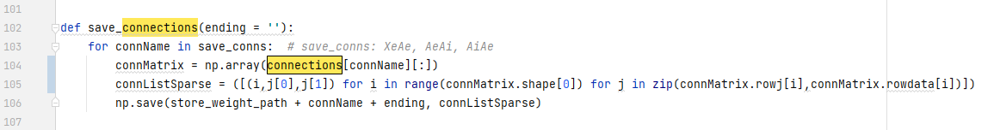 101
102 def save_connections(ending = ''):
103     for connName in save_conns:  # save_conns: XeAe, AeAi, AiAe
104         connMatrix = np.array(connections[connName][:])
105         connListSparse = ([(i,j[0],j[1]) for i in range(connMatrix.shape[0]) for j in zip(connMatrix.rowj[i],connMatrix.rowdata[i])])
106         np.save(store_weight_path + connName + ending, connListSparse)
107